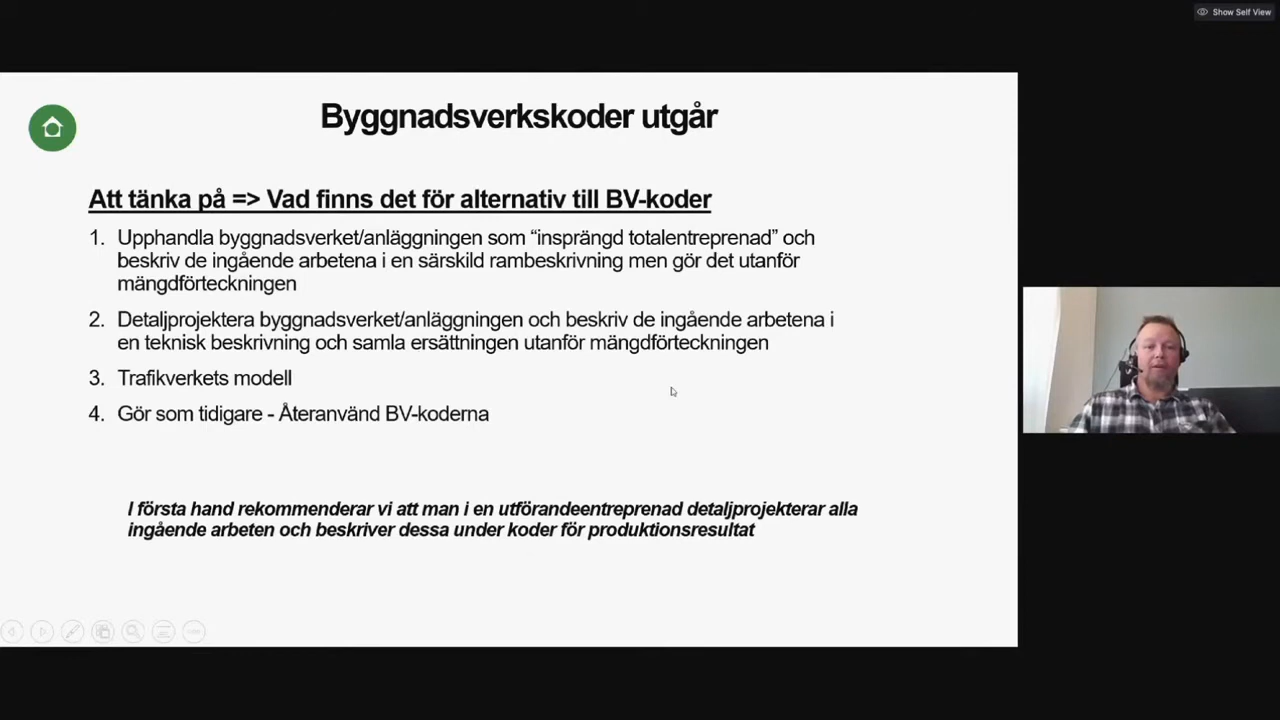 Show Self View
Byggnadsverkskoder utgår
Att tänka på => Vad finns det för alternativ till BV-koder
1. Upphandla byggnadsverket/anläggningen som “insprängd totalentreprenad” och
beskriv de ingående arbetena i en särskild rambeskrivning men gör det utanför
mängdförteckningen
2. Detaljprojektera byggnadsverket/anläggningen och beskriv de ingående arbetena i
en teknisk beskrivning och samla ersättningen utanför mängdförteckningen
3. Trafikverkets modell
4. Gör som tidigare - Återanvänd BV-koderna
I första hand rekommenderar vi att man i en utförandeentreprenad detaljprojekterar alla
ingående arbeten och beskriver dessa under koder för produktionsresultat